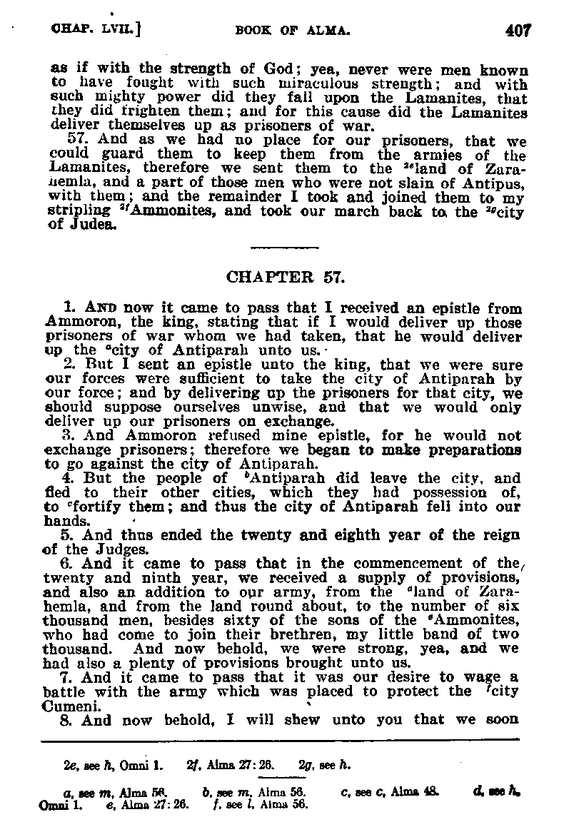 CHAP. LVII.] BOOK OF ALMA. 407
as if with the strength of God; yea, never were men known
to have fought with such miraculous strength; and with
such mighty power did they fall upon the Lamanites, that
they did frighten them; and for this cause did the Lamanites
deliver themselves up as prisoners of war.
57. And as we had no place for our prisoners, that we
could guard them to keep them from the armies of the
Lamanites, therefore we sent them to the ²ᵉland of Zara-
hemla, and a part of those men who were not slain of Antipus,
with them; and the remainder I took and joined them to my
stripling ²ᶠAmmonites, and took our march back to the ²ᵍcity
of Judea.
CHAPTER 57.
1. AND now it came to pass that I received an epistle from
Ammoron, the king, stating that if I would deliver up those
prisoners of war whom we had taken, that he would deliver
up the ᵃcity of Antiparah unto us.
2. But I sent an epistle unto the king, that we were sure
our forces were sufficient to take the city of Antiparah by
our force; and by delivering up the prisoners for that city, we
should suppose ourselves unwise, and that we would only
deliver up our prisoners on exchange.
3. And Ammoron refused mine epistle, for he would not
exchange prisoners; therefore we began to make preparations
to go against the city of Antiparah.
4. But the people of ᵇAntiparah did leave the city, and
fled to their other cities, which they had possession of,
to ᶜfortify them; and thus the city of Antiparah fell into our
hands.
5. And thus ended the twenty and eighth year of the reign
of the Judges.
6. And it came to pass that in the commencement of the
twenty and ninth year, we received a supply of provisions,
and also an addition to our army, from the ᵈland of Zara-
hemla, and from the land round about, to the number of six
thousand men, besides sixty of the sons of the ᵉAmmonites,
who had come to join their brethren, my little band of two
thousand. And now behold, we were strong, yea, and we
had also a plenty of provisions brought unto us.
7. And it came to pass that it was our desire to wage a
battle with the army which was placed to protect the ᶠcity
Cumeni.
8. And now behold, I will shew unto you that we soon
2e, see h, Omni 1. 2f, Alma 27: 26. 2g, see h.
a, see m, Alma 56. b, see m, Alma 56. c, see c, Alma 48. d, see h,
Omni 1. e, Alma 27: 26. f, see l, Alma 56.